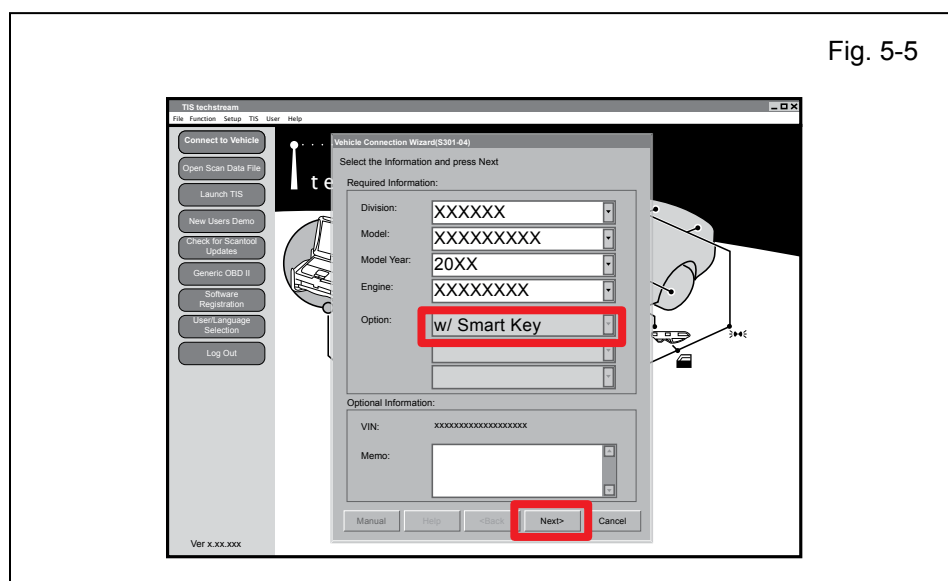 Fig. 5-5
TIS techstream
File Function Setup TIS User Help
Connect to Vehicle
Open Scan Data File
Launch TIS
New Users Demo
Check for Scantool
Updates
Generic OBD II
Software
Registration
User/Language
Selection
Log Out
Ver x.xx.xxx
te
Vehicle Connection Wizard(S301-04)
Select the Information and press Next
Required Information:
Division: XXXXXX
Model: XXXXXXXXX
Model Year: 20XX
Engine: XXXXXXXX
Option: w/ Smart Key
Optional Information:
VIN: xxxxxxxxxxxxxxxxxxx
Memo:
Manual Help <Back Next> Cancel